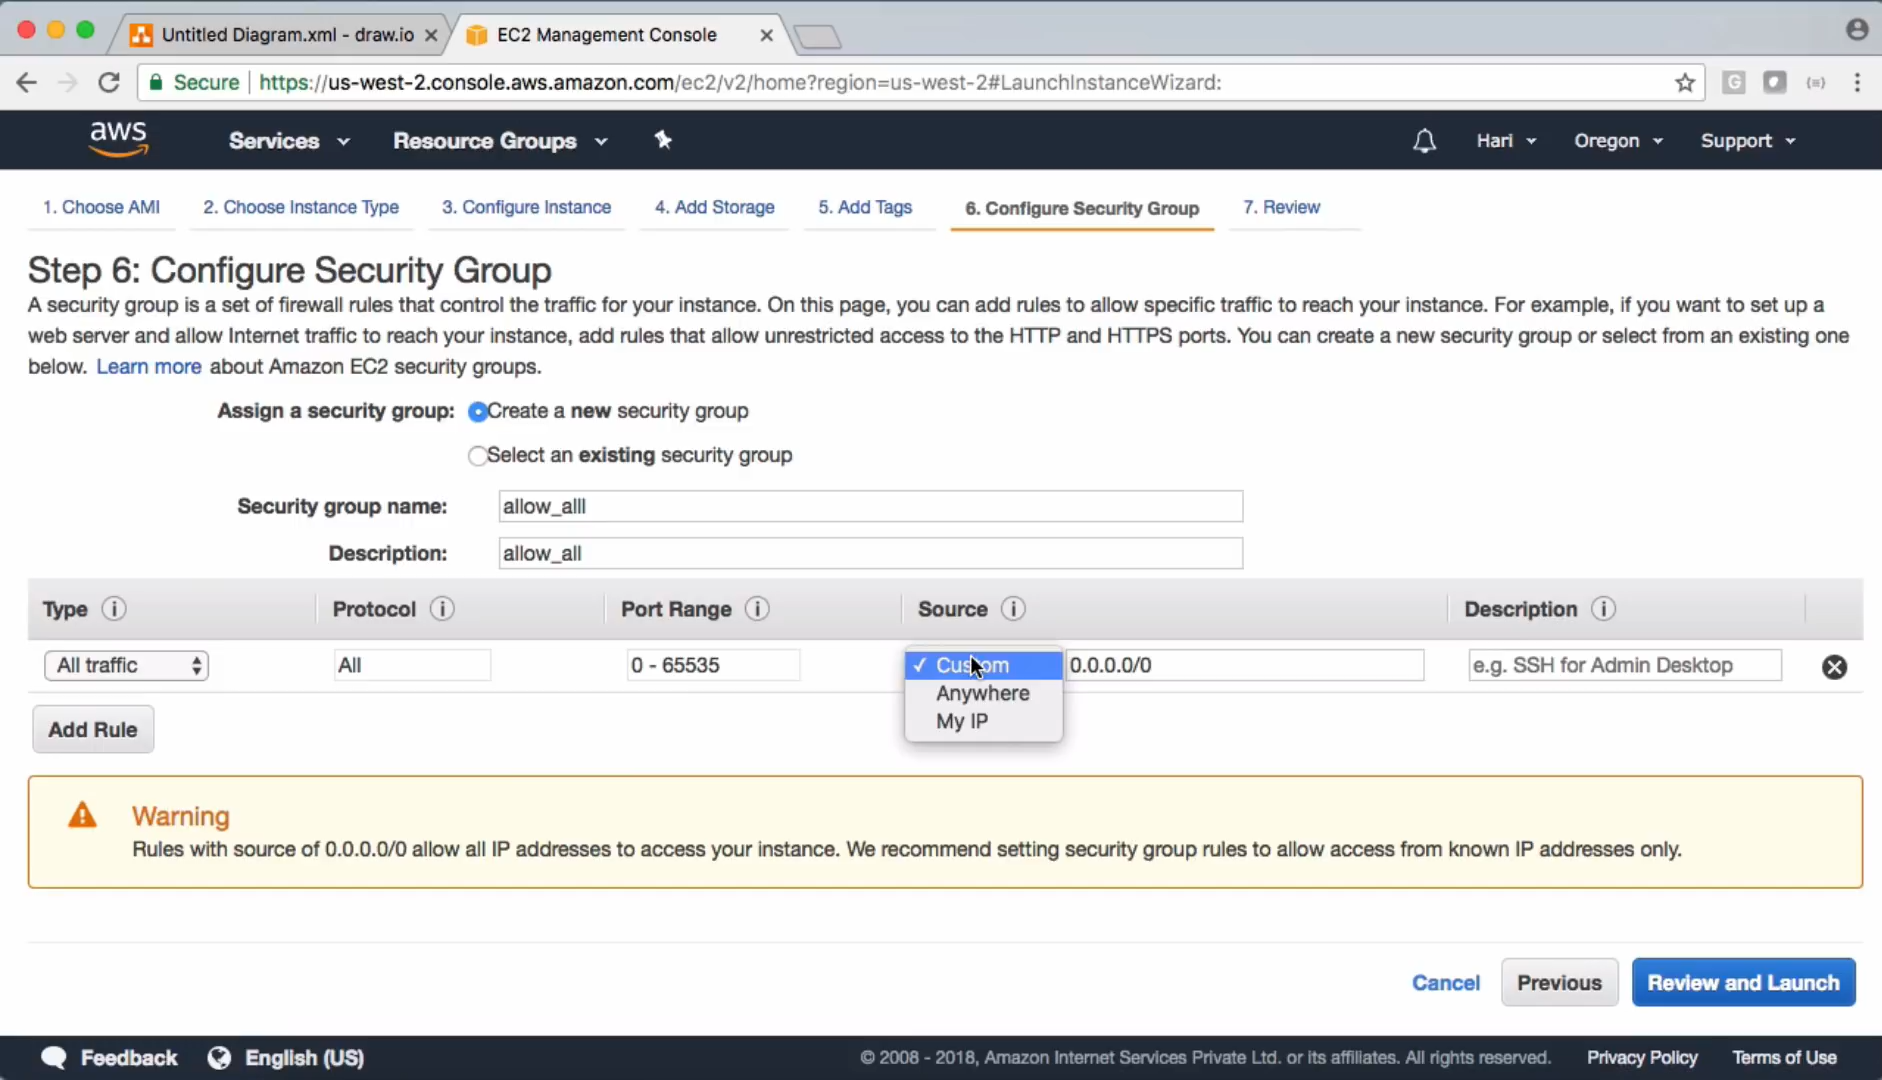 Untitled Diagram.xml - draw.io
EC2 Management Console
Secure https://us-west-2.console.aws.amazon.com/ec2/v2/home?region=us-west-2#LaunchInstanceWizard:
aws Services Resource Groups Hari Oregon Support
1. Choose AMI 2. Choose Instance Type 3. Configure Instance 4. Add Storage 5. Add Tags 6. Configure Security Group 7. Review
Step 6: Configure Security Group
A security group is a set of firewall rules that control the traffic for your instance. On this page, you can add rules to allow specific traffic to reach your instance. For example, if you want to set up a
web server and allow Internet traffic to reach your instance, add rules that allow unrestricted access to the HTTP and HTTPS ports. You can create a new security group or select from an existing one
below. Learn more about Amazon EC2 security groups.
Assign a security group: Create a new security group
Select an existing security group
Security group name: allow_alll
Description: allow_all
Type Protocol Port Range Source Description
All traffic All 0 - 65535 Custom 0.0.0.0/0 e.g. SSH for Admin Desktop
Anywhere
My IP
Add Rule
Warning
Rules with source of 0.0.0.0/0 allow all IP addresses to access your instance. We recommend setting security group rules to allow access from known IP addresses only.
Cancel Previous Review and Launch
Feedback English (US) © 2008 - 2018, Amazon Internet Services Private Ltd. or its affiliates. All rights reserved. Privacy Policy Terms of Use